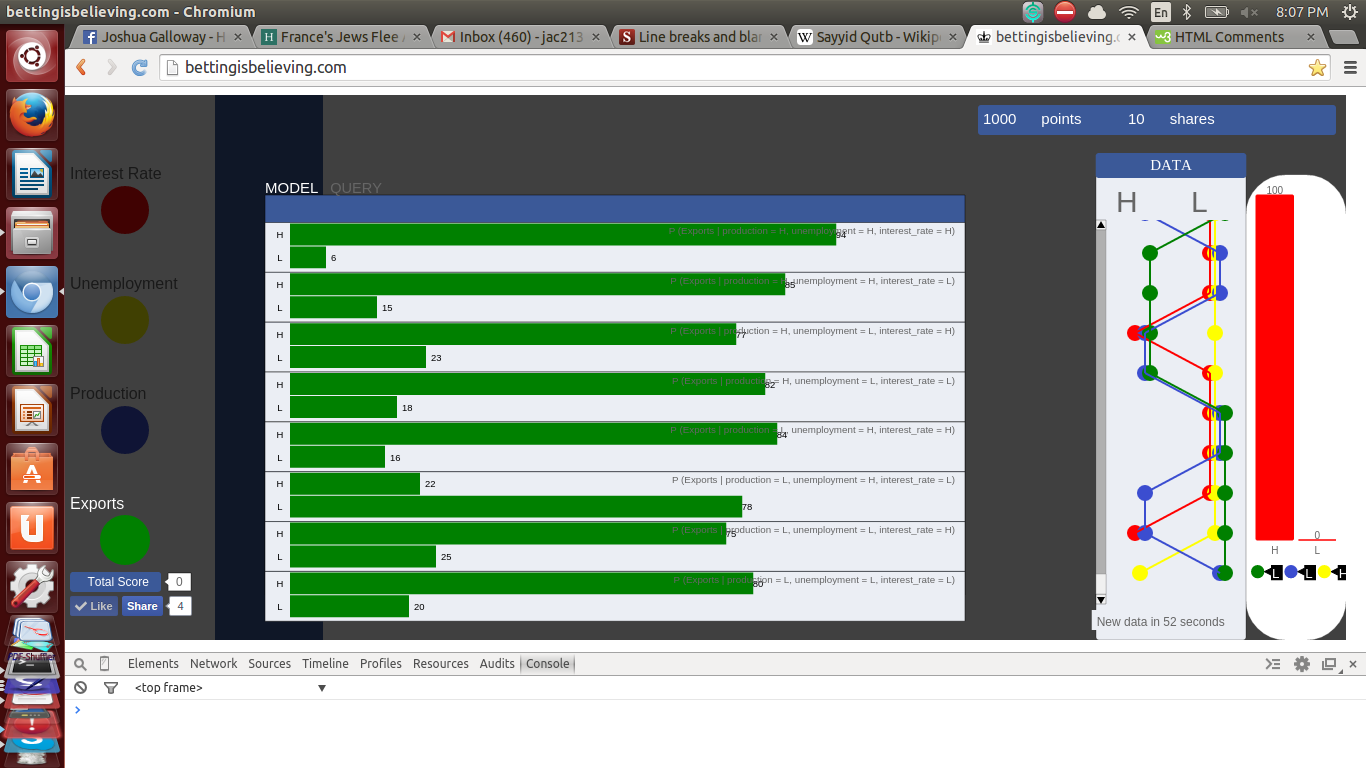 bettingisbelieving.com - Chromium
En
8:07 PM
Joshua Galloway - H
France's Jews Flee A
Inbox (460) - jac213
Line breaks and bla
Sayyid Qutb - Wikip
bettingisbelieving.c
HTML Comments
bettingisbelieving.com
1000 points 10 shares
Interest Rate
Unemployment
Production
Exports
Total Score 0
Like Share 4
MODEL QUERY
H 94 P (Exports | production = H, unemployment = H, interest_rate = H)
L 6
H 85 P (Exports | production = H, unemployment = H, interest_rate = L)
L 15
H 77 P (Exports | production = H, unemployment = L, interest_rate = H)
L 23
H 82 P (Exports | production = H, unemployment = L, interest_rate = L)
L 18
H 84 P (Exports | production = L, unemployment = H, interest_rate = H)
L 16
H 22 P (Exports | production = L, unemployment = H, interest_rate = L)
L 78
H 75 P (Exports | production = L, unemployment = L, interest_rate = H)
L 25
H 80 P (Exports | production = L, unemployment = L, interest_rate = L)
L 20
DATA
H L
New data in 52 seconds
100
0
H L
L L H
Elements Network Sources Timeline Profiles Resources Audits Console
<top frame>